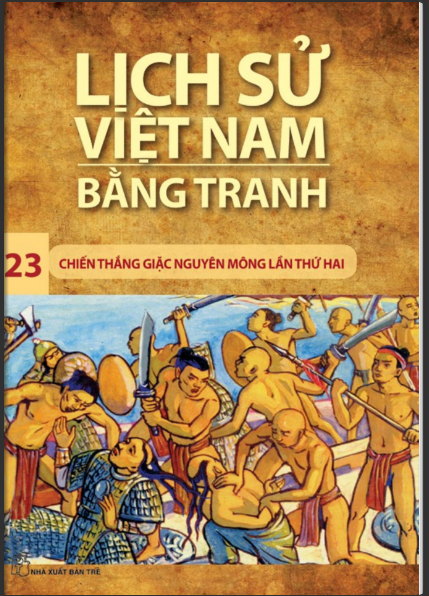 LỊCH SỬ
VIỆT NAM
BẰNG TRANH
23
CHIẾN THẮNG GIẶC NGUYÊN MÔNG LẦN THỨ HAI
NHÀ XUẤT BẢN TRẺ